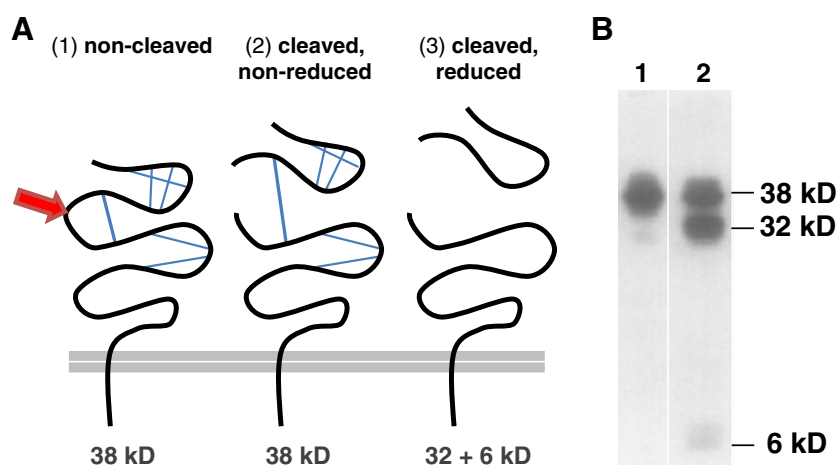 A
(1) non-cleaved
(2) cleaved,
non-reduced
(3) cleaved,
reduced
38 kD
38 kD
32 + 6 kD
B
1 2
38 kD
32 kD
6 kD